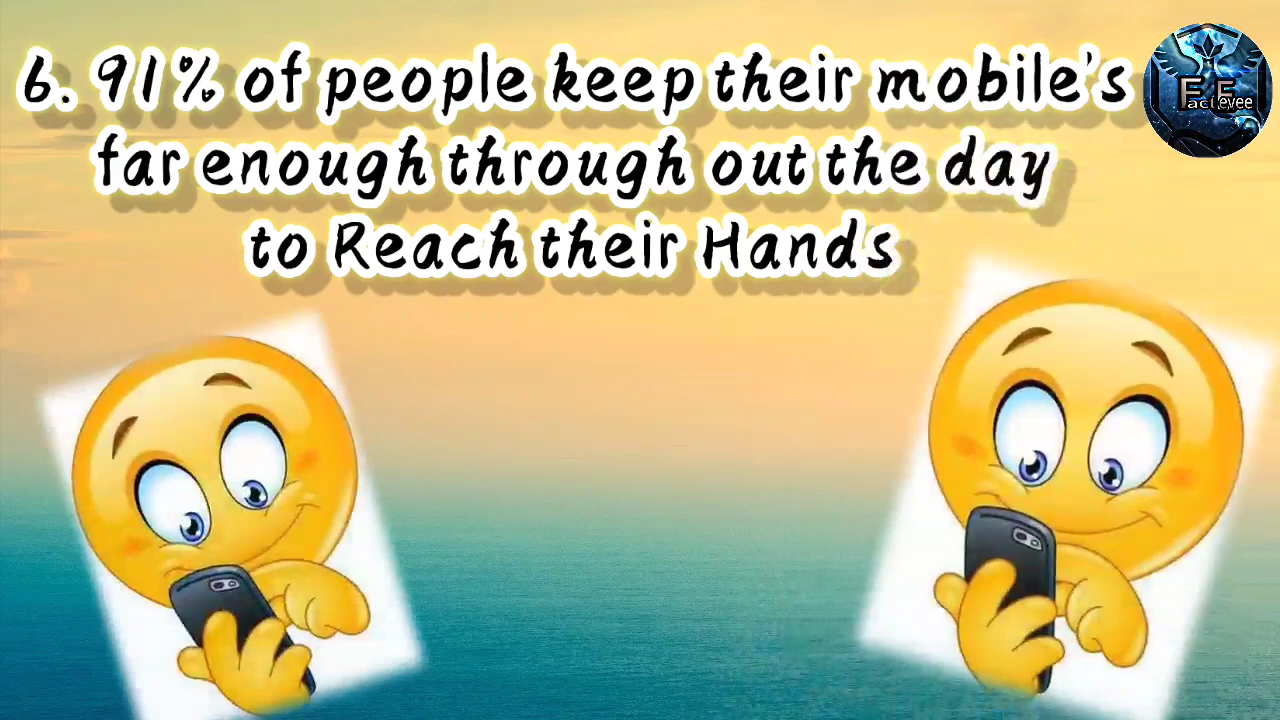 6. 91% of people keep their mobile's
far enough through out the day
to Reach their Hands
Factevee